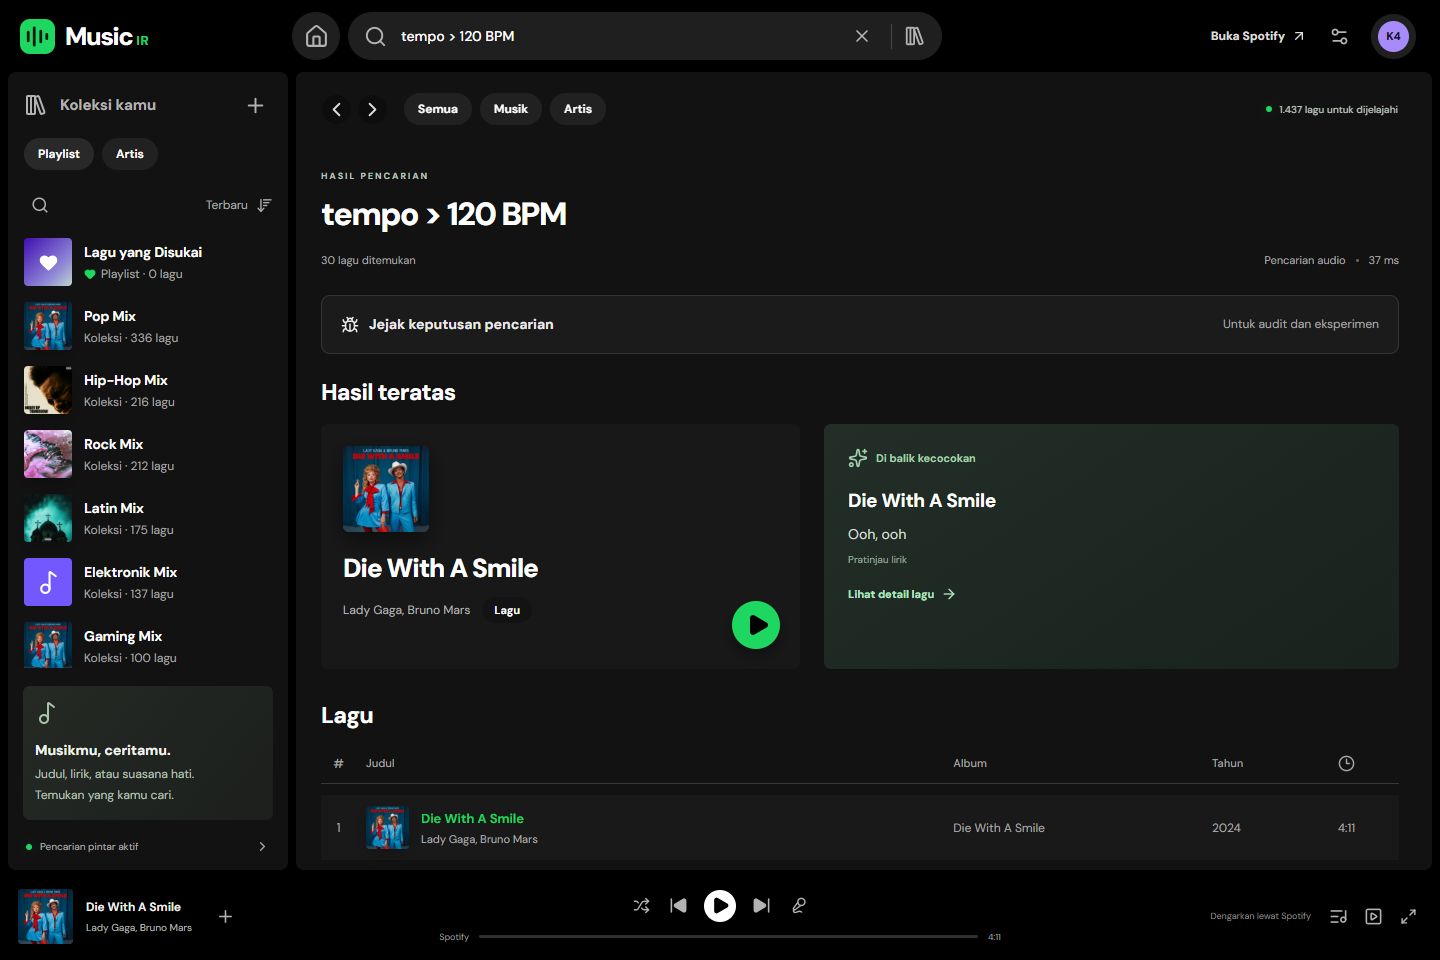 Music IR
tempo > 120 BPM
Buka Spotify
K4
Koleksi kamu
Playlist
Artis
Terbaru
Lagu yang Disukai
Playlist · 0 lagu
Pop Mix
Koleksi · 336 lagu
Hip-Hop Mix
Koleksi · 216 lagu
Rock Mix
Koleksi · 212 lagu
Latin Mix
Koleksi · 175 lagu
Elektronik Mix
Koleksi · 137 lagu
Gaming Mix
Koleksi · 100 lagu
Musikmu, ceritamu.
Judul, lirik, atau suasana hati.
Temukan yang kamu cari.
Pencarian pintar aktif
Semua
Musik
Artis
1.437 lagu untuk dijelajahi
HASIL PENCARIAN
tempo > 120 BPM
30 lagu ditemukan
Pencarian audio • 37 ms
Jejak keputusan pencarian
Untuk audit dan eksperimen
Hasil teratas
LADY GAGA & BRUNO MARS
DIE WITH A SMILE
Die With A Smile
Lady Gaga, Bruno Mars
Lagu
Di balik kecocokan
Die With A Smile
Ooh, ooh
Pratinjau lirik
Lihat detail lagu
Lagu
# Judul Album Tahun
1 Die With A Smile Die With A Smile 2024 4:11
Lady Gaga, Bruno Mars
Die With A Smile
Lady Gaga, Bruno Mars
Spotify
4:11
Dengarkan lewat Spotify